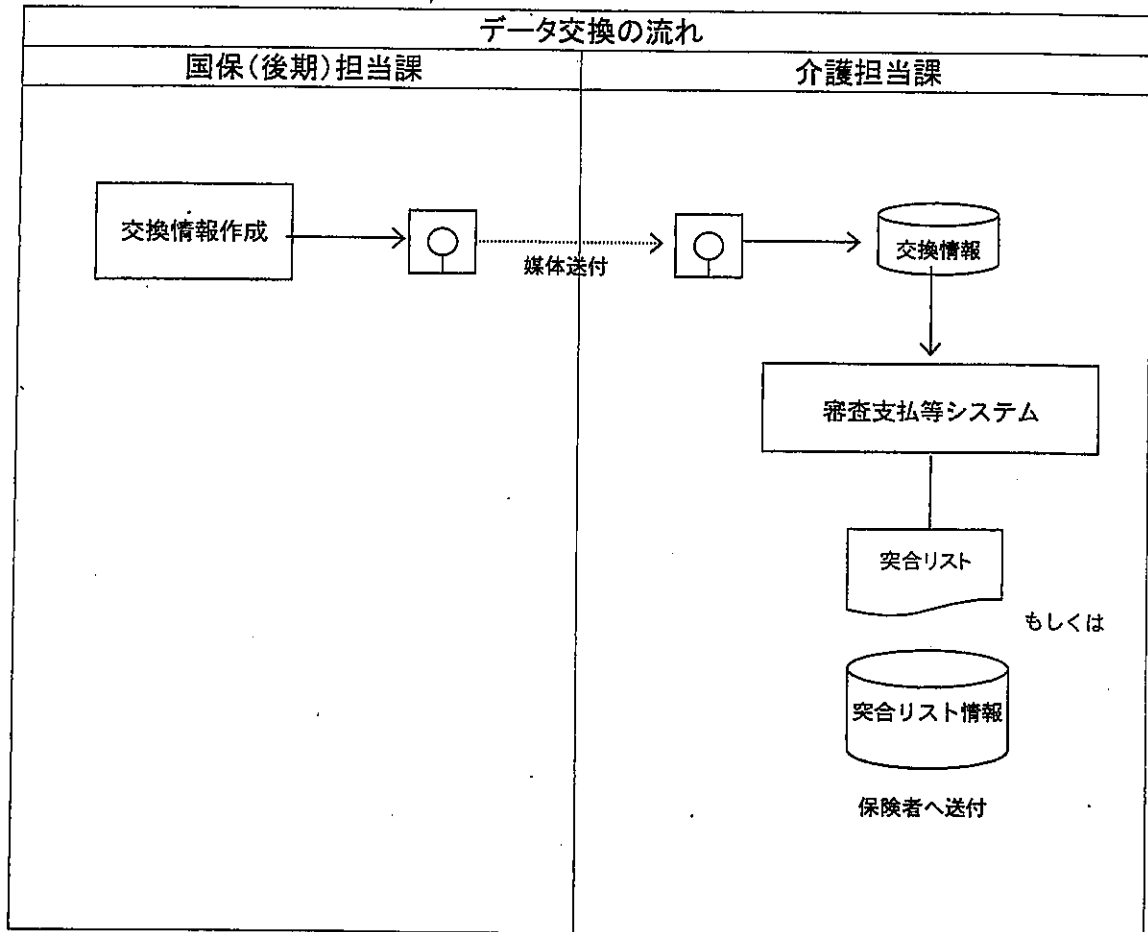 データ交換の流れ
国保(後期)担当課
介護担当課
交換情報作成
媒体送付
交換情報
審査支払等システム
突合リスト
もしくは
突合リスト情報
保険者へ送付